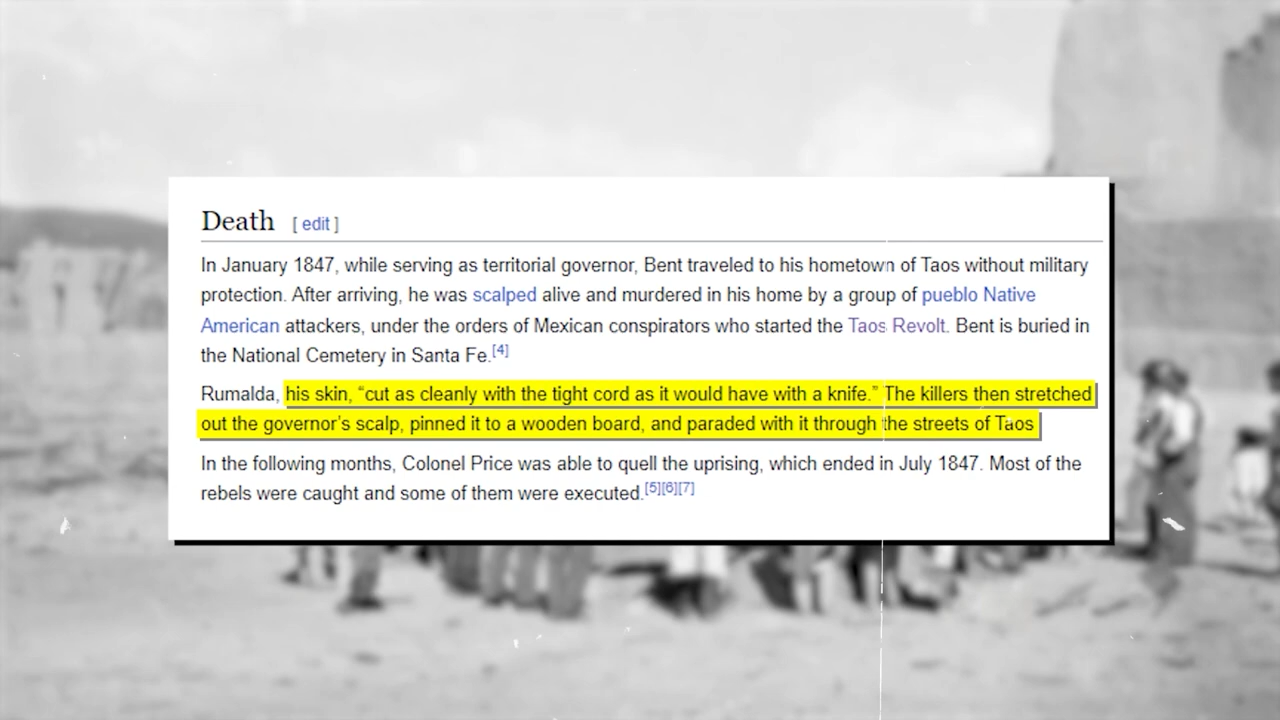 Death [ edit ]
In January 1847, while serving as territorial governor, Bent traveled to his hometown of Taos without military
protection. After arriving, he was scalped alive and murdered in his home by a group of pueblo Native
American attackers, under the orders of Mexican conspirators who started the Taos Revolt. Bent is buried in
the National Cemetery in Santa Fe.[4]
Rumalda, his skin, “cut as cleanly with the tight cord as it would have with a knife.” The killers then stretched
out the governor’s scalp, pinned it to a wooden board, and paraded with it through the streets of Taos
In the following months, Colonel Price was able to quell the uprising, which ended in July 1847. Most of the
rebels were caught and some of them were executed.[5][6][7]